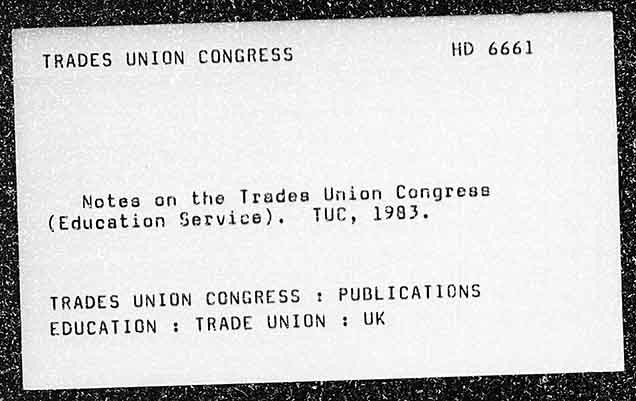 TRADES UNION CONGRESS HD 6661
Notes on the Trades Union Congress
(Education Service). TUC, 1983.
TRADES UNION CONGRESS : PUBLICATIONS
EDUCATION : TRADE UNION : UK